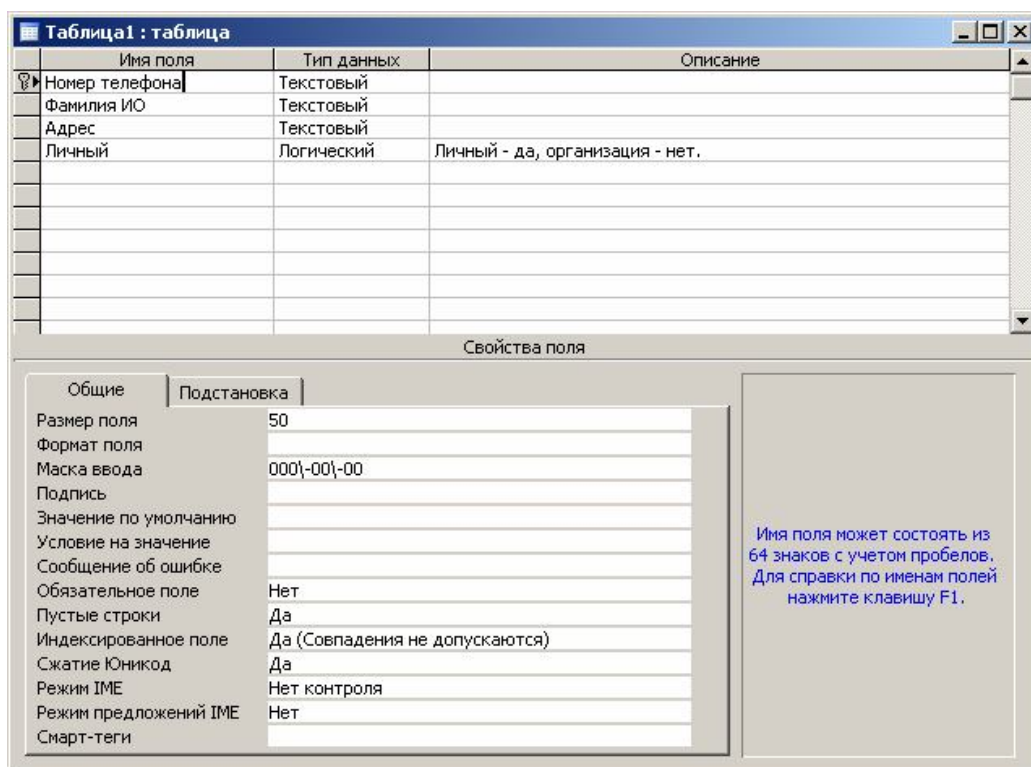 Таблица1 : таблица
Имя поля Тип данных Описание
Номер телефона Текстовый
Фамилия ИО Текстовый
Адрес Текстовый
Личный Логический Личный - да, организация - нет.
Свойства поля
Общие Подстановка
Размер поля 50
Формат поля
Маска ввода 000\-00\-00
Подпись
Значение по умолчанию
Условие на значение
Сообщение об ошибке
Обязательное поле Нет
Пустые строки Да
Индексированное поле Да (Совпадения не допускаются)
Сжатие Юникод Да
Режим IME Нет контроля
Режим предложений IME Нет
Смарт-теги
Имя поля может состоять из
64 знаков с учетом пробелов.
Для справки по именам полей
нажмите клавишу F1.